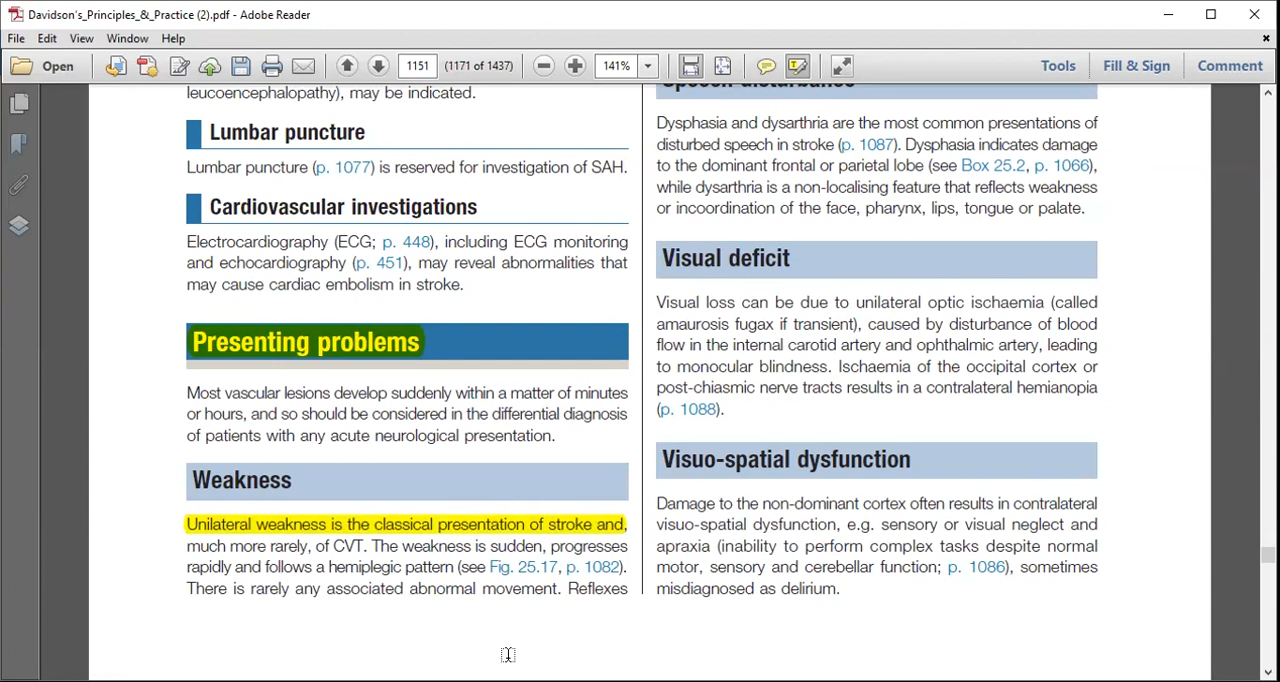 Davidson's_Principles_&_Practice (2).pdf - Adobe Reader
File Edit View Window Help
Open 1151 (1171 of 1437) 141% Tools Fill & Sign Comment
leucoencephalopathy), may be indicated.
Lumbar puncture
Lumbar puncture (p. 1077) is reserved for investigation of SAH.
Cardiovascular investigations
Electrocardiography (ECG; p. 448), including ECG monitoring
and echocardiography (p. 451), may reveal abnormalities that
may cause cardiac embolism in stroke.
Presenting problems
Most vascular lesions develop suddenly within a matter of minutes
or hours, and so should be considered in the differential diagnosis
of patients with any acute neurological presentation.
Weakness
Unilateral weakness is the classical presentation of stroke and,
much more rarely, of CVT. The weakness is sudden, progresses
rapidly and follows a hemiplegic pattern (see Fig. 25.17, p. 1082).
There is rarely any associated abnormal movement. Reflexes
Speech disturbance
Dysphasia and dysarthria are the most common presentations of
disturbed speech in stroke (p. 1087). Dysphasia indicates damage
to the dominant frontal or parietal lobe (see Box 25.2, p. 1066),
while dysarthria is a non-localising feature that reflects weakness
or incoordination of the face, pharynx, lips, tongue or palate.
Visual deficit
Visual loss can be due to unilateral optic ischaemia (called
amaurosis fugax if transient), caused by disturbance of blood
flow in the internal carotid artery and ophthalmic artery, leading
to monocular blindness. Ischaemia of the occipital cortex or
post-chiasmic nerve tracts results in a contralateral hemianopia
(p. 1088).
Visuo-spatial dysfunction
Damage to the non-dominant cortex often results in contralateral
visuo-spatial dysfunction, e.g. sensory or visual neglect and
apraxia (inability to perform complex tasks despite normal
motor, sensory and cerebellar function; p. 1086), sometimes
misdiagnosed as delirium.